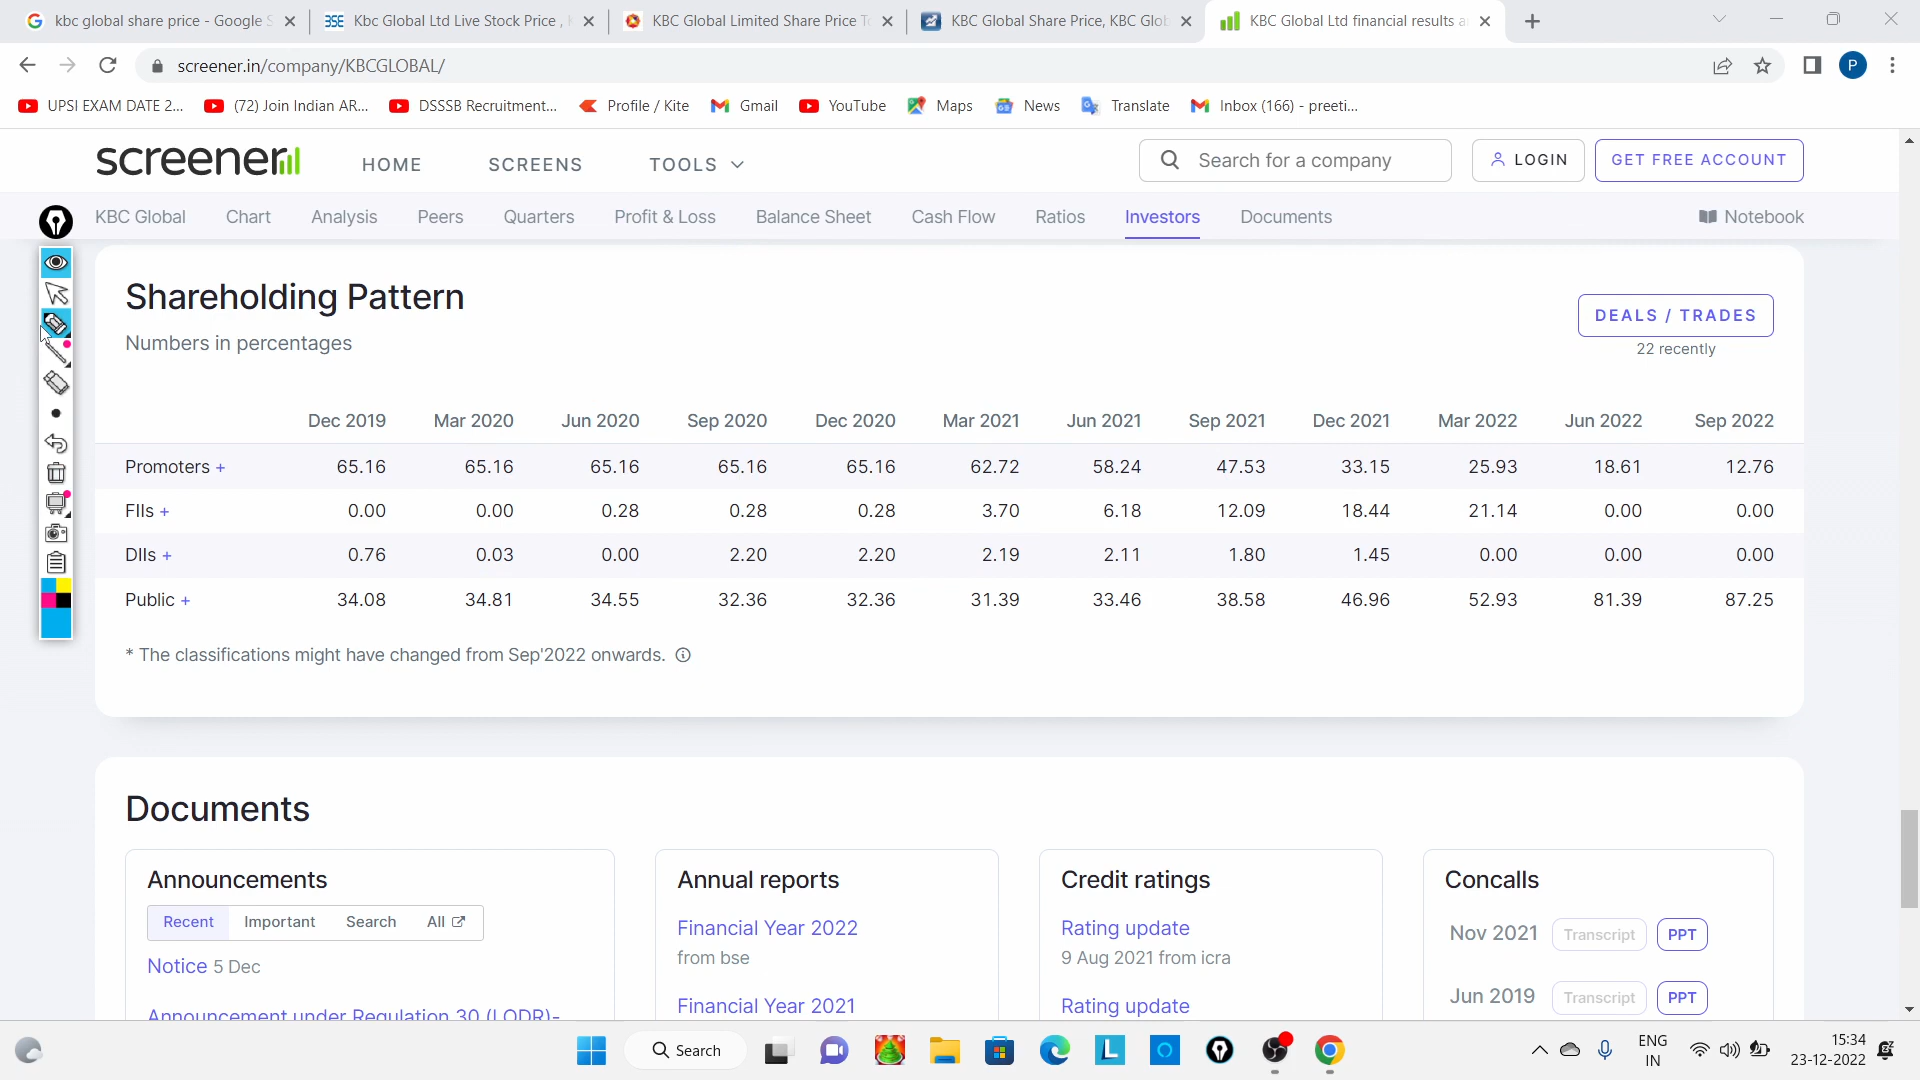 kbc global share price - Google S
Kbc Global Ltd Live Stock Price ,
KBC Global Limited Share Price T
KBC Global Share Price, KBC Glob
KBC Global Ltd financial results a
screener.in/company/KBCGLOBAL/
P
UPSI EXAM DATE 2...
(72) Join Indian AR...
DSSSB Recruitment...
Profile / Kite
Gmail
YouTube
Maps
News
Translate
Inbox (166) - preeti...
screener
HOME
SCREENS
TOOLS
Search for a company
LOGIN
GET FREE ACCOUNT
KBC Global
Chart
Analysis
Peers
Quarters
Profit & Loss
Balance Sheet
Cash Flow
Ratios
Investors
Documents
Notebook
Shareholding Pattern
Numbers in percentages
DEALS / TRADES
22 recently
Dec 2019 Mar 2020 Jun 2020 Sep 2020 Dec 2020 Mar 2021 Jun 2021 Sep 2021 Dec 2021 Mar 2022 Jun 2022 Sep 2022
Promoters + 65.16 65.16 65.16 65.16 65.16 62.72 58.24 47.53 33.15 25.93 18.61 12.76
FIIs + 0.00 0.00 0.28 0.28 0.28 3.70 6.18 12.09 18.44 21.14 0.00 0.00
DIIs + 0.76 0.03 0.00 2.20 2.20 2.19 2.11 1.80 1.45 0.00 0.00 0.00
Public + 34.08 34.81 34.55 32.36 32.36 31.39 33.46 38.58 46.96 52.93 81.39 87.25
* The classifications might have changed from Sep'2022 onwards.
Documents
Announcements
Recent Important Search All
Notice 5 Dec
Announcement under Regulation 30 (LODR)-
Annual reports
Financial Year 2022
from bse
Financial Year 2021
Credit ratings
Rating update
9 Aug 2021 from icra
Rating update
Concalls
Nov 2021 Transcript PPT
Jun 2019 Transcript PPT
Search
ENG
IN
15:34
23-12-2022